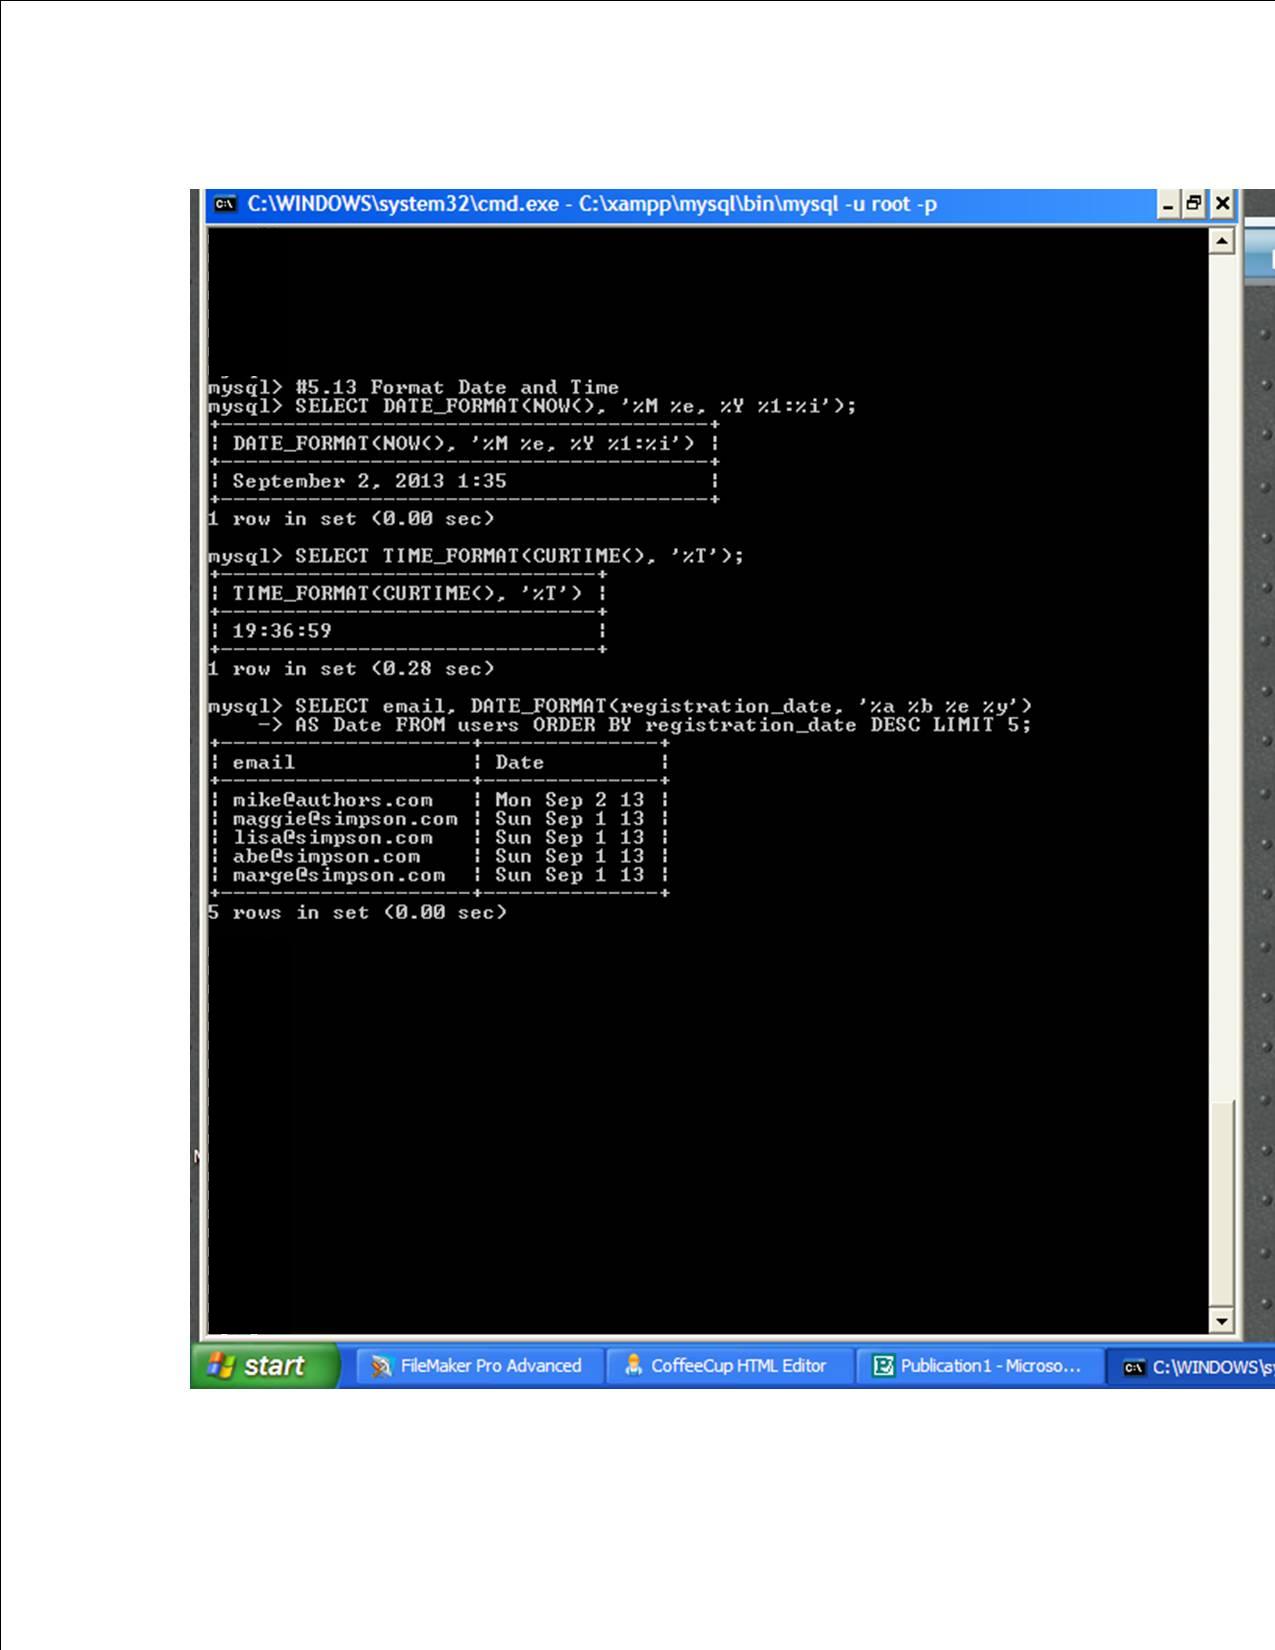 C:\WINDOWS\system32\cmd.exe - C:\xampp\mysql\bin\mysql -u root -p
mysql> #5.13 Format Date and Time
mysql> SELECT DATE_FORMAT(NOW(), '%M %e, %Y %1:%i');
+---------------------------------------+
| DATE_FORMAT(NOW(), '%M %e, %Y %1:%i') |
+---------------------------------------+
| September 2, 2013 1:35                |
+---------------------------------------+
1 row in set (0.00 sec)
mysql> SELECT TIME_FORMAT(CURTIME(), '%T');
+------------------------------+
| TIME_FORMAT(CURTIME(), '%T') |
+------------------------------+
| 19:36:59                     |
+------------------------------+
1 row in set (0.28 sec)
mysql> SELECT email, DATE_FORMAT(registration_date, '%a %b %e %y')
    -> AS Date FROM users ORDER BY registration_date DESC LIMIT 5;
+--------------------+--------------+
| email              | Date         |
+--------------------+--------------+
| mike@authors.com   | Mon Sep 2 13 |
| maggie@simpson.com | Sun Sep 1 13 |
| lisa@simpson.com   | Sun Sep 1 13 |
| abe@simpson.com    | Sun Sep 1 13 |
| marge@simpson.com  | Sun Sep 1 13 |
+--------------------+--------------+
5 rows in set (0.00 sec)
start FileMaker Pro Advanced CoffeeCup HTML Editor Publication1 - Microso... C:\WINDOWS\s